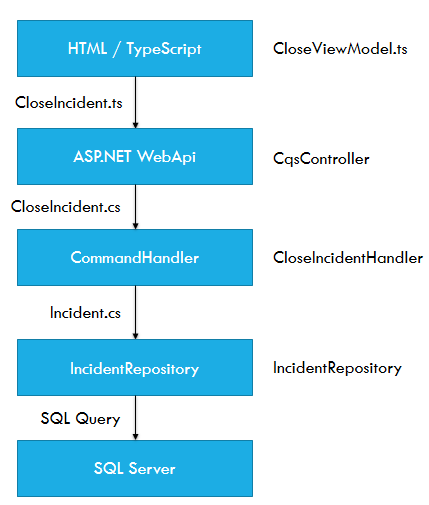 HTML / TypeScript
CloseViewModel.ts
CloseIncident.ts
ASP.NET WebApi
CqsController
CloseIncident.cs
CommandHandler
CloseIncidentHandler
Incident.cs
IncidentRepository
IncidentRepository
SQL Query
SQL Server